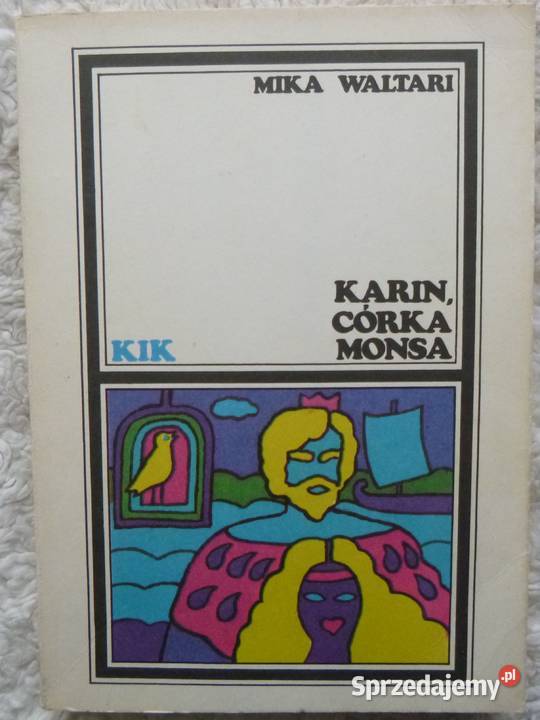 MIKA WALTARI
KARIN,
CÓRKA
KIK MONSA
Sprzedajemy.pl